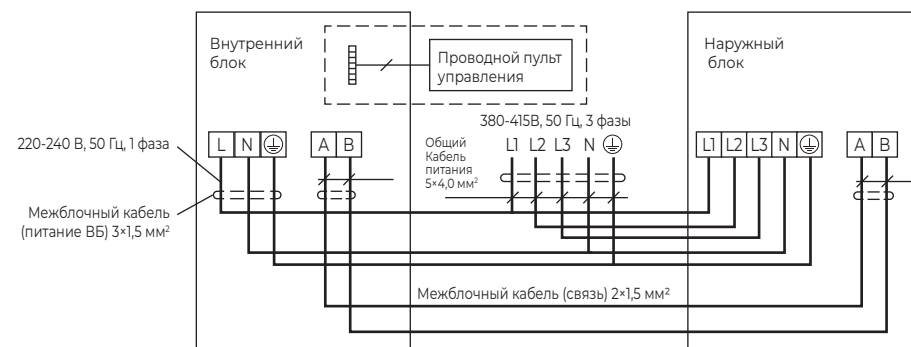 Внутренний
блок
Проводной пульт
управления
Наружный
блок
380-415В, 50 Гц, 3 фазы
220-240 В, 50 Гц, 1 фаза
L N
A B
Общий
Кабель
питания
5×4,0 мм²
L1 L2 L3 N
L1 L2 L3 N
A B
Межблочный кабель
(питание ВБ) 3×1,5 мм²
Межблочный кабель (связь) 2×1,5 мм²